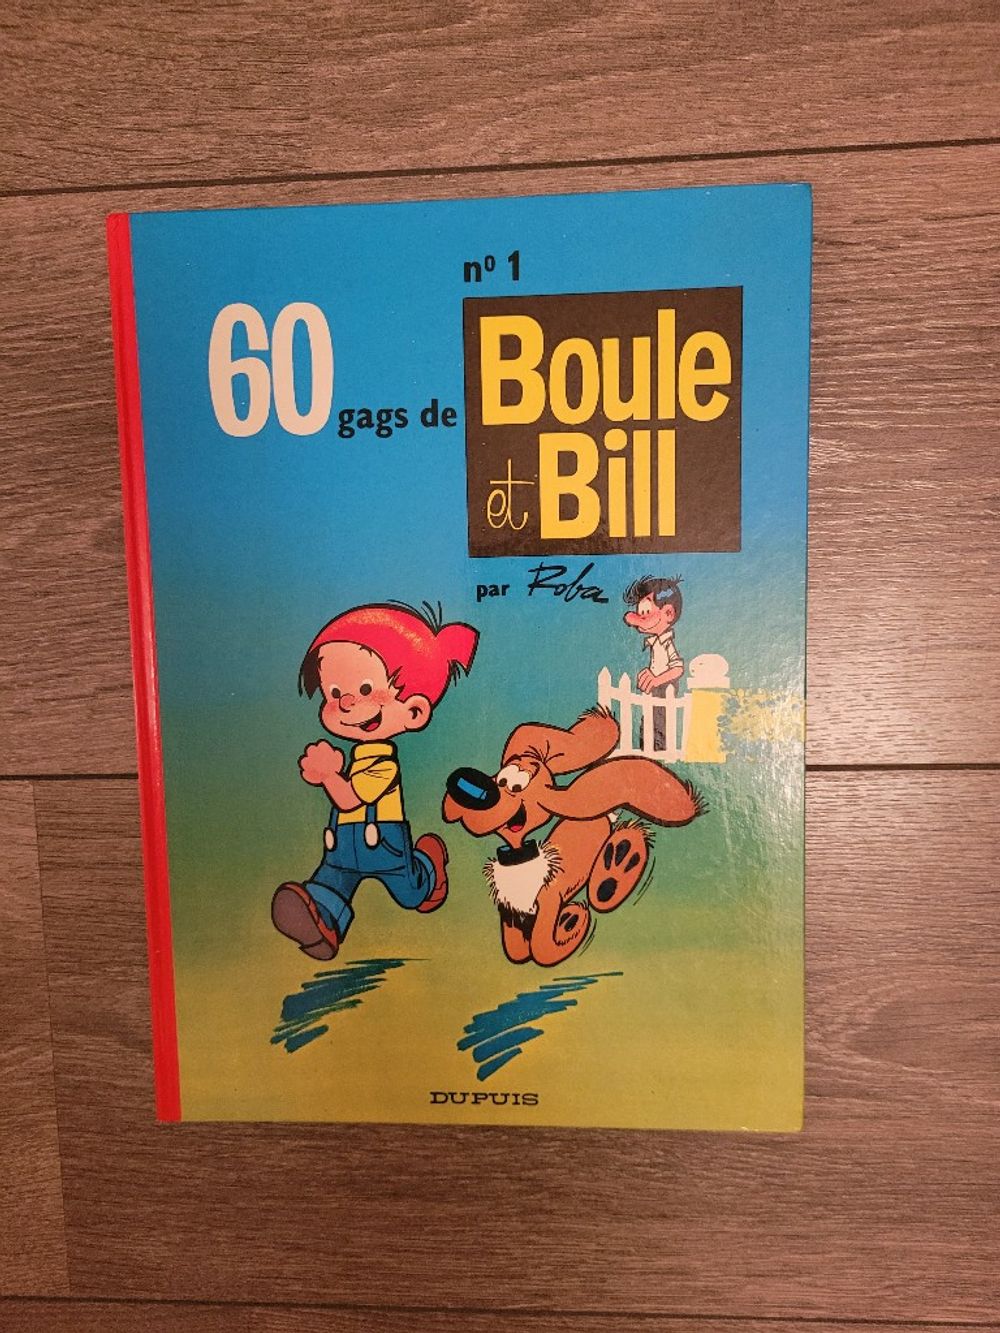 nº 1
60 gags de Boule
et Bill
par Roba
DUPUIS